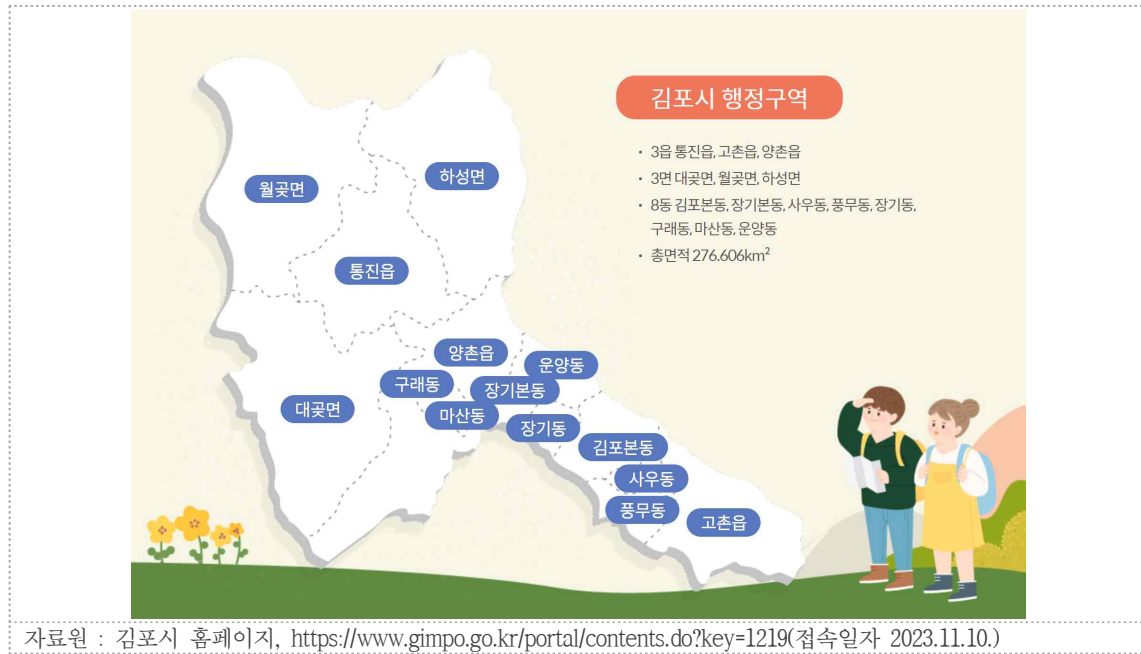 김포시 행정구역
• 3읍 통진읍, 고촌읍, 양촌읍
• 3면 대곶면, 월곶면, 하성면
• 8동 김포본동, 장기본동, 사우동, 풍무동, 장기동,
구래동, 마산동, 운양동
• 총면적 276.606km²
하성면
월곶면
통진읍
양촌읍
운양동
구래동
장기본동
대곶면
마산동
장기동
김포본동
사우동
풍무동
고촌읍
자료원 : 김포시 홈페이지, https://www.gimpo.go.kr/portal/contents.do?key=1219(접속일자 2023.11.10.)